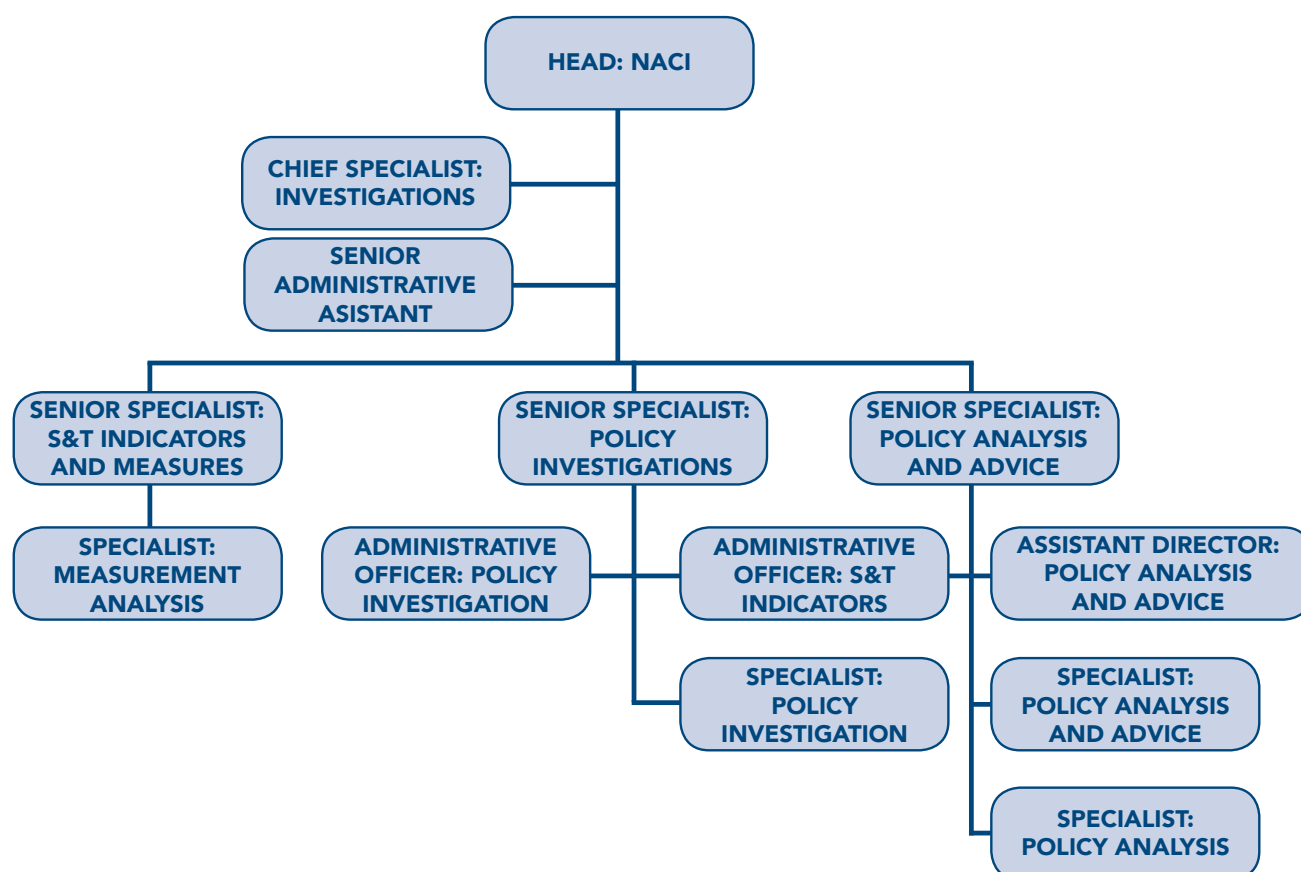 HEAD: NACI
CHIEF SPECIALIST:
INVESTIGATIONS
SENIOR
ADMINISTRATIVE
ASISTANT
SENIOR SPECIALIST:
S&T INDICATORS
AND MEASURES
SENIOR SPECIALIST:
POLICY
INVESTIGATIONS
SENIOR SPECIALIST:
POLICY ANALYSIS
AND ADVICE
SPECIALIST:
MEASUREMENT
ANALYSIS
ADMINISTRATIVE
OFFICER: POLICY
INVESTIGATION
ADMINISTRATIVE
OFFICER: S&T
INDICATORS
ASSISTANT DIRECTOR:
POLICY ANALYSIS
AND ADVICE
SPECIALIST:
POLICY
INVESTIGATION
SPECIALIST:
POLICY ANALYSIS
AND ADVICE
SPECIALIST:
POLICY ANALYSIS